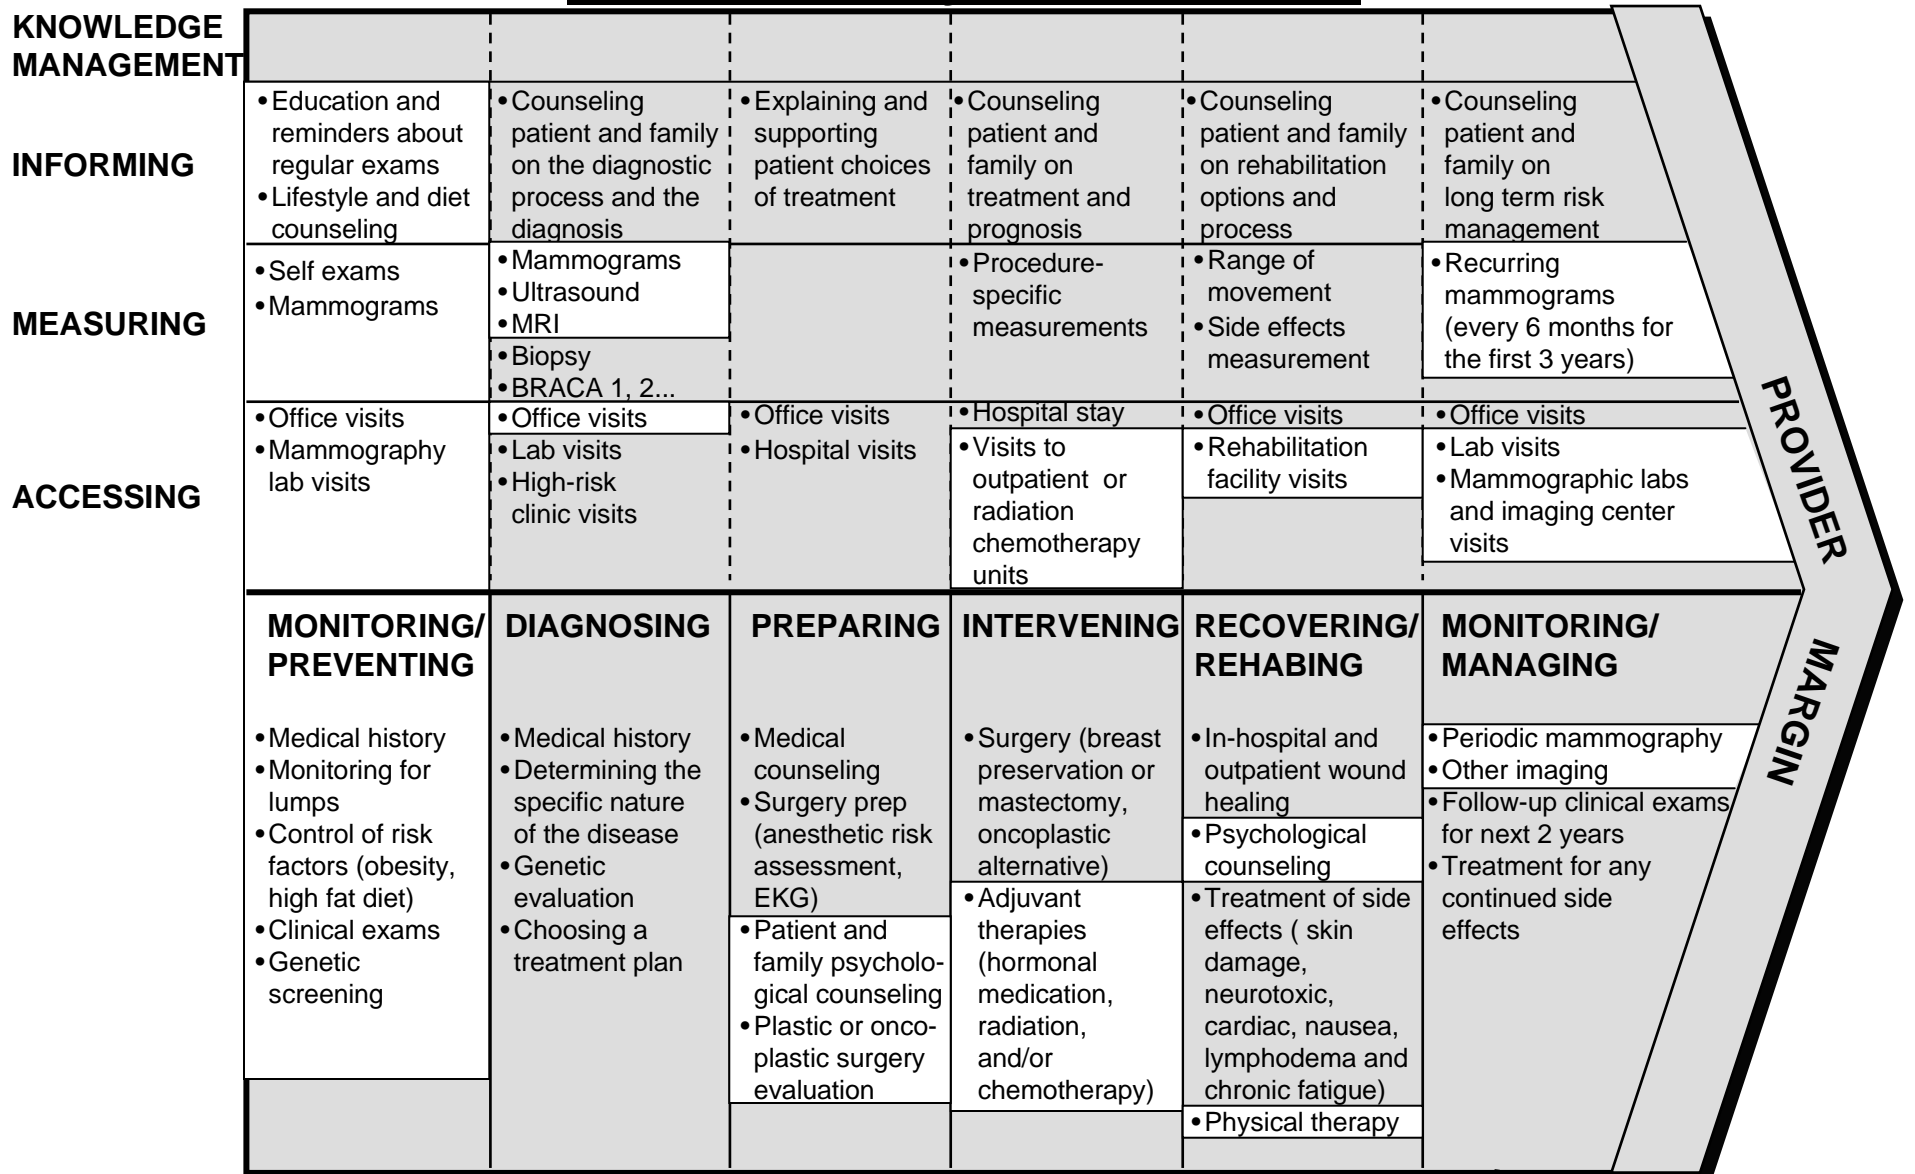 KNOWLEDGE
MANAGEMENT
INFORMING
• Education and
reminders about
regular exams
• Lifestyle and diet
counseling
• Counseling
patient and family
on the diagnostic
process and the
diagnosis
• Explaining and
supporting
patient choices
of treatment
• Counseling
patient and
family on
treatment and
prognosis
• Counseling
patient and family
on rehabilitation
options and
process
• Counseling
patient and
family on
long term risk
management
MEASURING
• Self exams
• Mammograms
• Mammograms
• Ultrasound
• MRI
• Biopsy
• BRACA 1, 2...
• Procedure-
specific
measurements
• Range of
movement
• Side effects
measurement
• Recurring
mammograms
(every 6 months for
the first 3 years)
ACCESSING
• Office visits
• Mammography
lab visits
• Office visits
• Lab visits
• High-risk
clinic visits
• Office visits
• Hospital visits
• Hospital stay
• Visits to
outpatient or
radiation
chemotherapy
units
• Office visits
• Rehabilitation
facility visits
• Office visits
• Lab visits
• Mammographic labs
and imaging center
visits
MONITORING/
PREVENTING
• Medical history
• Monitoring for
lumps
• Control of risk
factors (obesity,
high fat diet)
• Clinical exams
• Genetic
screening
DIAGNOSING
• Medical history
• Determining the
specific nature
of the disease
• Genetic
evaluation
• Choosing a
treatment plan
PREPARING
• Medical
counseling
• Surgery prep
(anesthetic risk
assessment,
EKG)
• Patient and
family psycholo-
gical counseling
• Plastic or onco-
plastic surgery
evaluation
INTERVENING
• Surgery (breast
preservation or
mastectomy,
oncoplastic
alternative)
• Adjuvant
therapies
(hormonal
medication,
radiation,
and/or
chemotherapy)
RECOVERING/
REHABING
• In-hospital and
outpatient wound
healing
• Psychological
counseling
• Treatment of side
effects ( skin
damage,
neurotoxic,
cardiac, nausea,
lymphodema and
chronic fatigue)
• Physical therapy
MONITORING/
MANAGING
• Periodic mammography
• Other imaging
• Follow-up clinical exams
for next 2 years
• Treatment for any
continued side
effects
PROVIDER
MARGIN